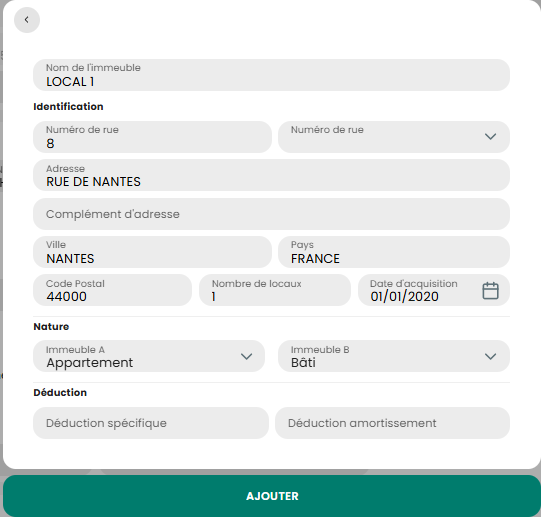 Nom de l'immeuble
LOCAL 1
Identification
Numéro de rue
8
Numéro de rue
Adresse
RUE DE NANTES
Complément d'adresse
Ville
NANTES
Pays
FRANCE
Code Postal
44000
Nombre de locaux
1
Date d'acquisition
01/01/2020
Nature
Immeuble A
Appartement
Immeuble B
Bâti
Déduction
Déduction spécifique
Déduction amortissement
AJOUTER